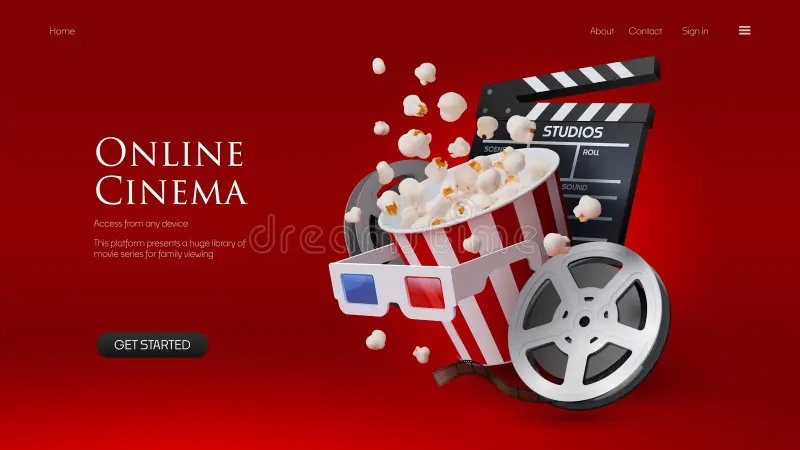 Home
About
Contact
Sign in
STUDIOS
ROLL
SOUND
ONLINE
CINEMA
Access from any device
This platform presents a huge library of
movie series for family viewing
dreamstime
GET STARTED